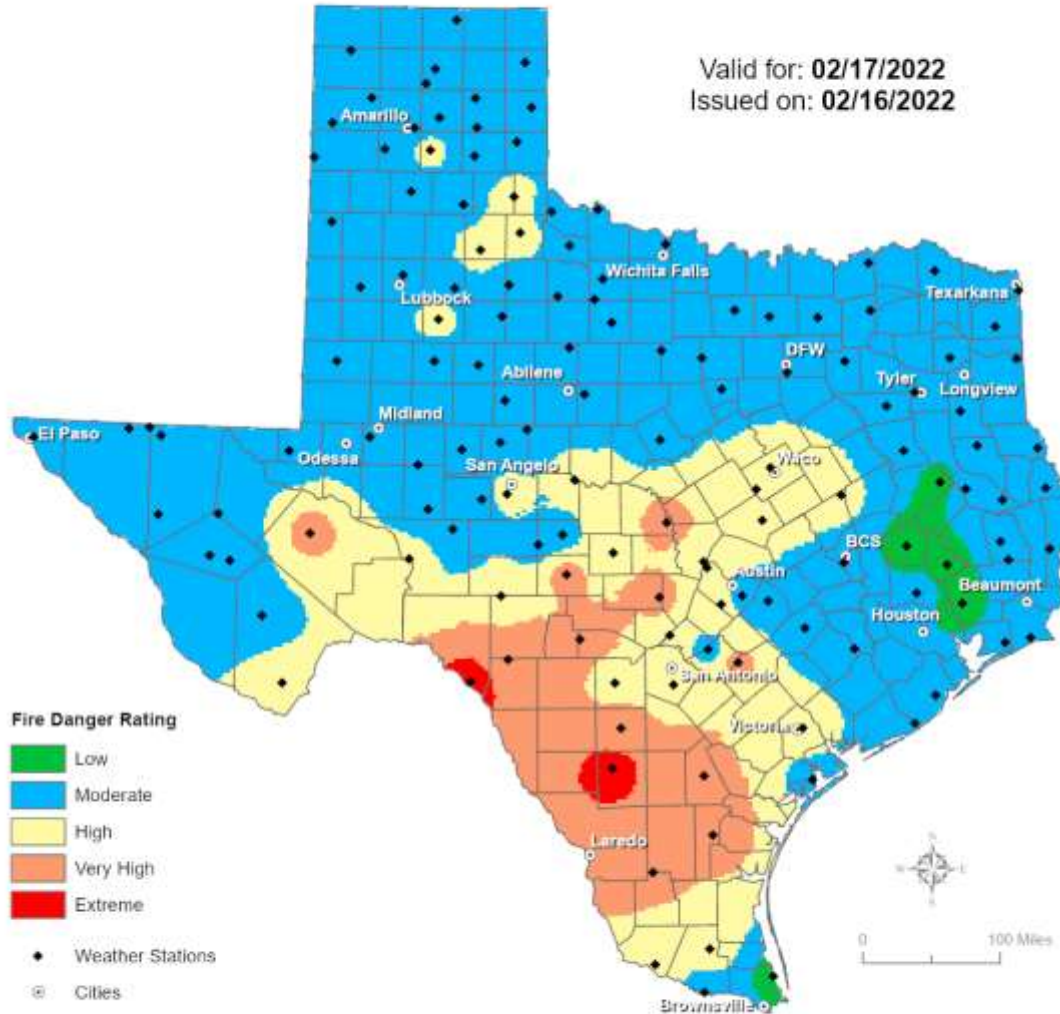 Valid for: 02/17/2022
Issued on: 02/16/2022
Amarillo
Wichita Falls
Lubbock
Texarkana
DFW
Abilene
Tyler
Longview
Midland
El Paso
Odessa
San Angelo
Waco
BCS
Austin
Beaumont
Houston
San Antonio
Victoria
Laredo
Brownsville
Fire Danger Rating
Low
Moderate
High
Very High
Extreme
Weather Stations
Cities
N
W E
S
0 100 Miles